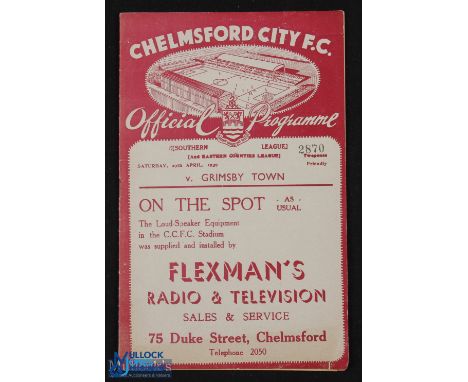 CHELMSFORD CITY F.C.
Official Programme
(SOUTHERN LEAGUE) 2870
(And EASTERN COUNTIES LEAGUE) Twopence
SATURDAY, APRIL, Friendly
v. GRIMSBY TOWN
ON THE SPOT - AS USUAL
The Loud-Speaker Equipment
in the C.C.F.C. Stadium
was supplied and installed by
FLEXMAN'S
RADIO & TELEVISION
SALES & SERVICE
75 Duke Street, Chelmsford
Telephone 2050
MULLOCK